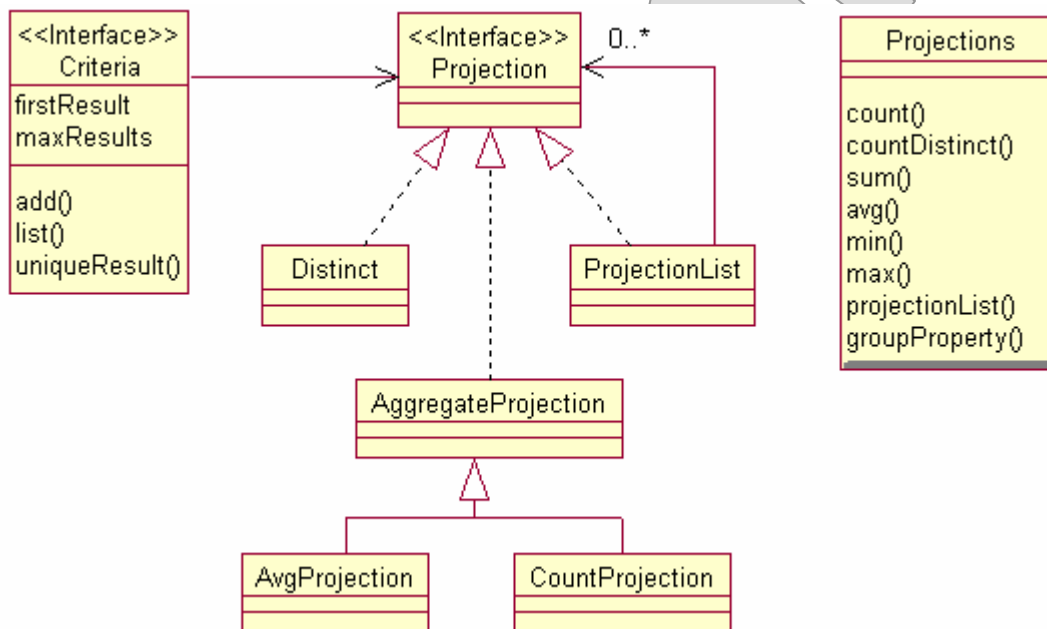 <<Interface>>
Criteria
firstResult
maxResults
add()
list()
uniqueResult()
<<Interface>>
Projection
0..*
Projections
count()
countDistinct()
sum()
avg()
min()
max()
projectionList()
groupProperty()
Distinct
ProjectionList
AggregateProjection
AvgProjection
CountProjection